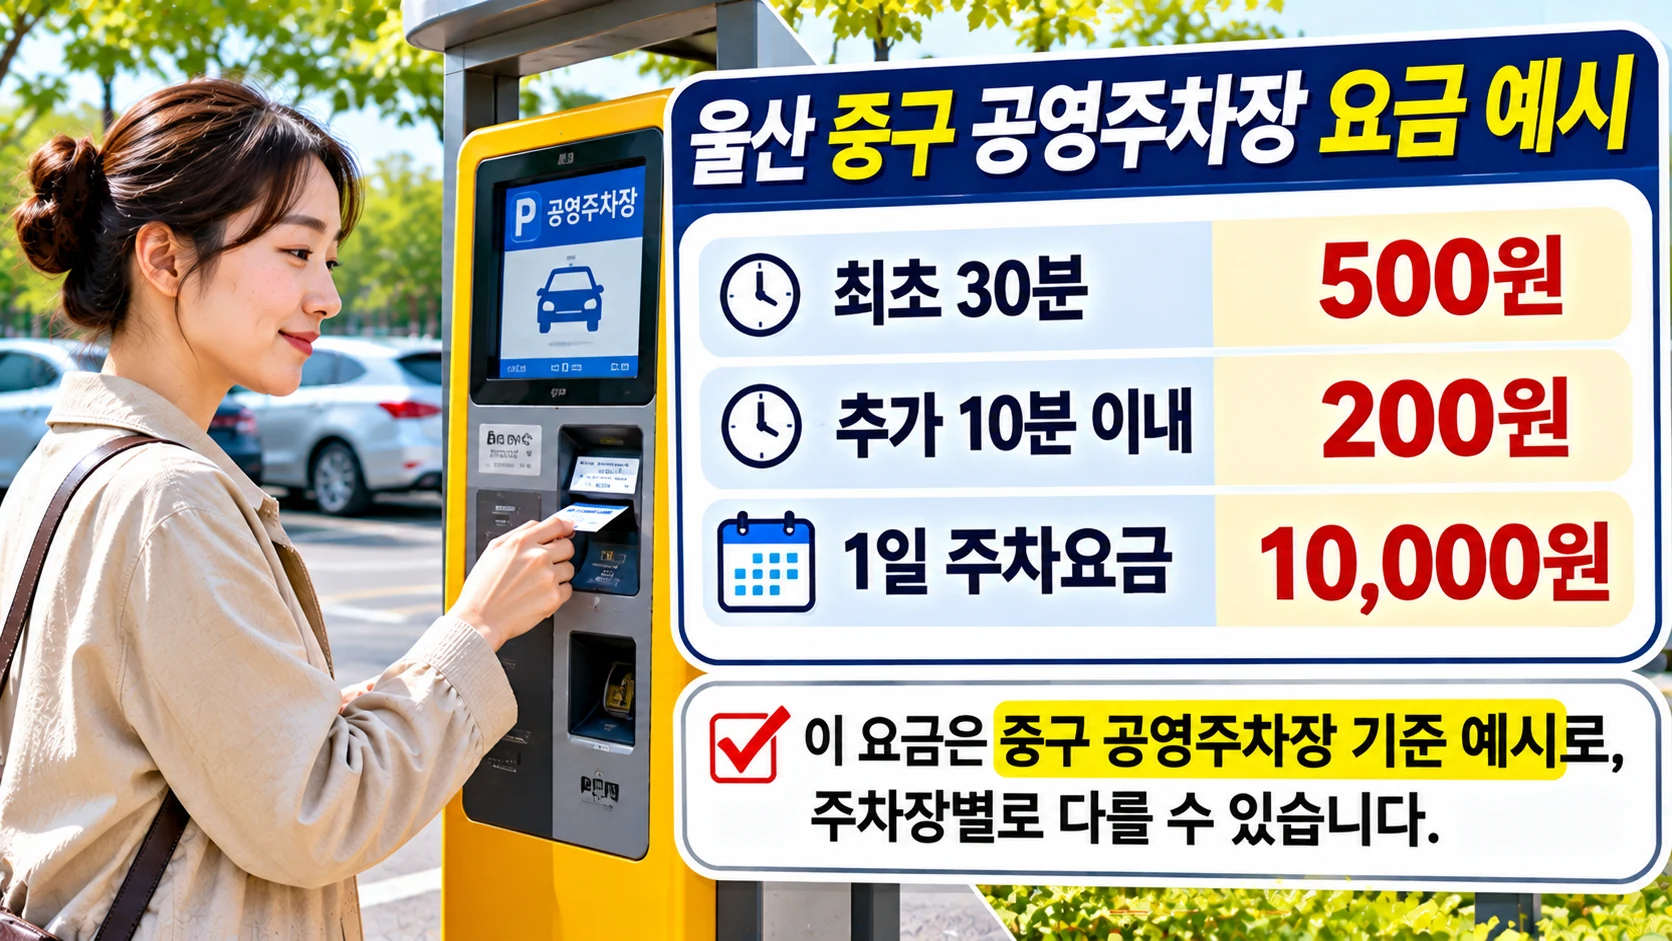 울산 중구 공영주차장 요금 예시
P 공영주차장
최초 30분 500원
추가 10분 이내 200원
1일 주차요금 10,000원
이 요금은 중구 공영주차장 기준 예시로,
주차장별로 다를 수 있습니다.